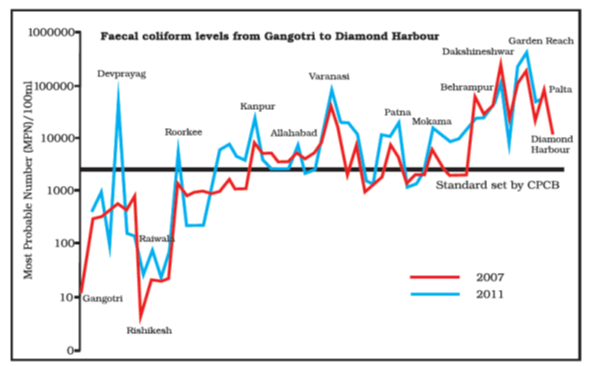 Faecal coliform levels from Gangotri to Diamond Harbour
Most Probable Number (MPN)/100ml
1000000
100000
10000
1000
100
10
0
Gangotri
Devprayag
Rishikesh
Raiwala
Roorkee
Kanpur
Allahabad
Varanasi
Patna
Mokama
Behrampur
Dakshineshwar
Garden Reach
Palta
Diamond
Harbour
Standard set by CPCB
2007
2011